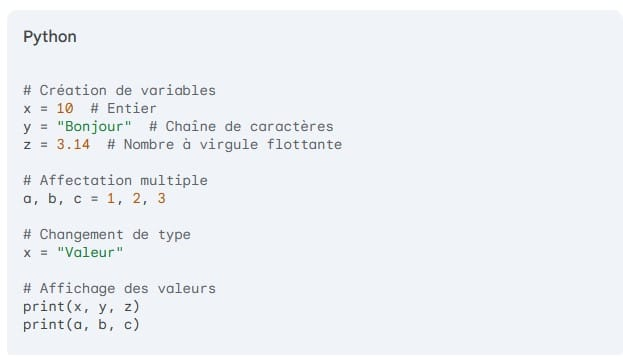 Python
# Création de variables
x = 10  # Entier
y = "Bonjour"  # Chaîne de caractères
z = 3.14  # Nombre à virgule flottante
# Affectation multiple
a, b, c = 1, 2, 3
# Changement de type
x = "Valeur"
# Affichage des valeurs
print(x, y, z)
print(a, b, c)